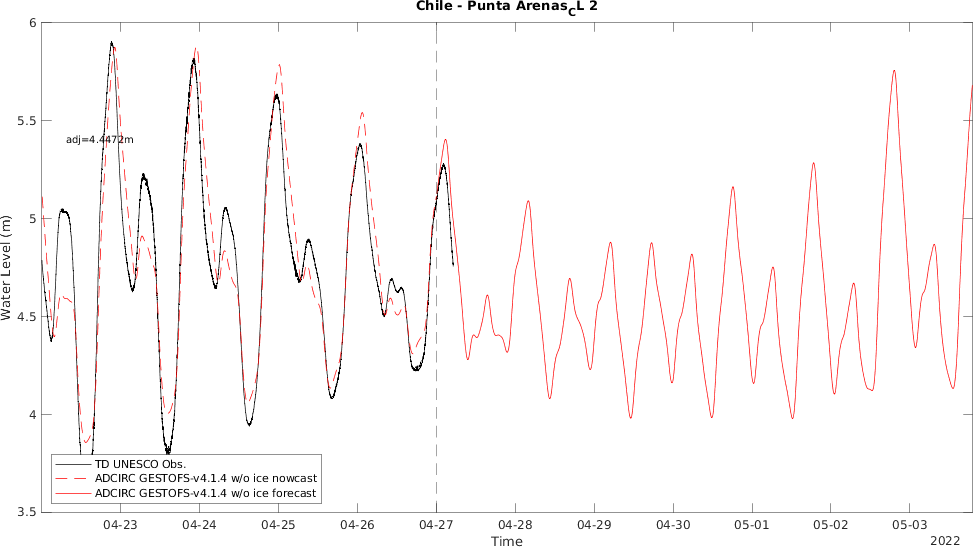 Chile - Punta Arenas_CL 2
6
5.5
5
4.5
4
3.5
Water Level (m)
adj=4.4472m
TD UNESCO Obs.
ADCIRC GESTOFS-v4.1.4 w/o ice nowcast
ADCIRC GESTOFS-v4.1.4 w/o ice forecast
04-23 04-24 04-25 04-26 04-27 04-28 04-29 04-30 05-01 05-02 05-03
Time
2022